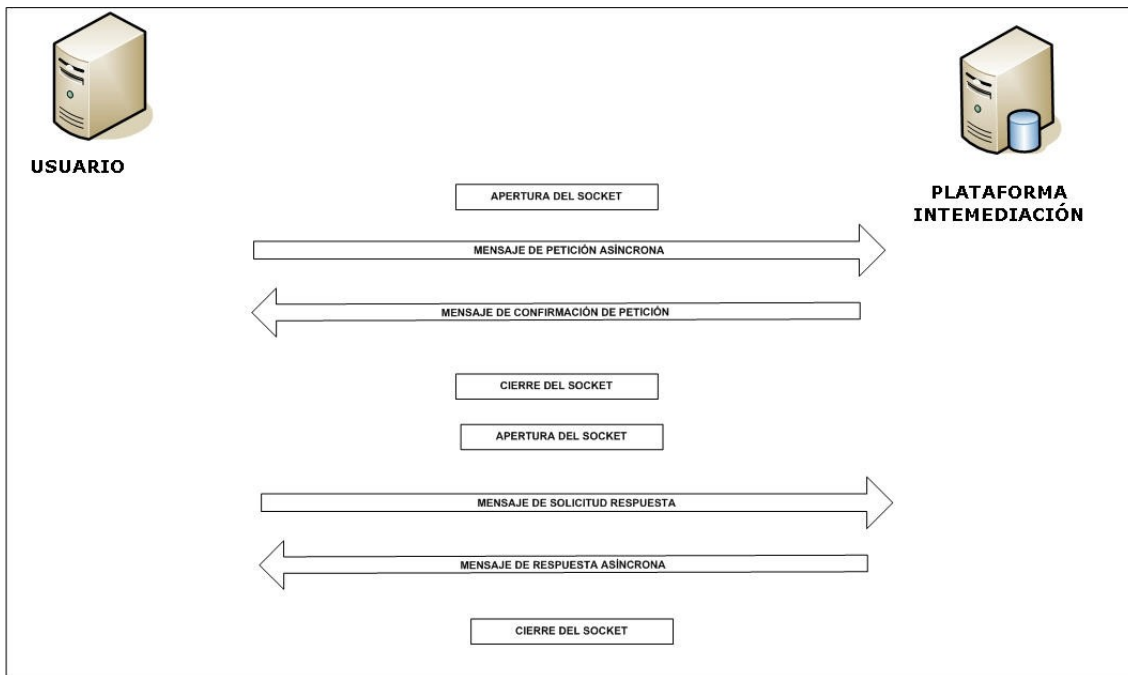 USUARIO
PLATAFORMA
INTEMEDIACIÓN
APERTURA DEL SOCKET
MENSAJE DE PETICIÓN ASÍNCRONA
MENSAJE DE CONFIRMACIÓN DE PETICIÓN
CIERRE DEL SOCKET
APERTURA DEL SOCKET
MENSAJE DE SOLICITUD RESPUESTA
MENSAJE DE RESPUESTA ASÍNCRONA
CIERRE DEL SOCKET